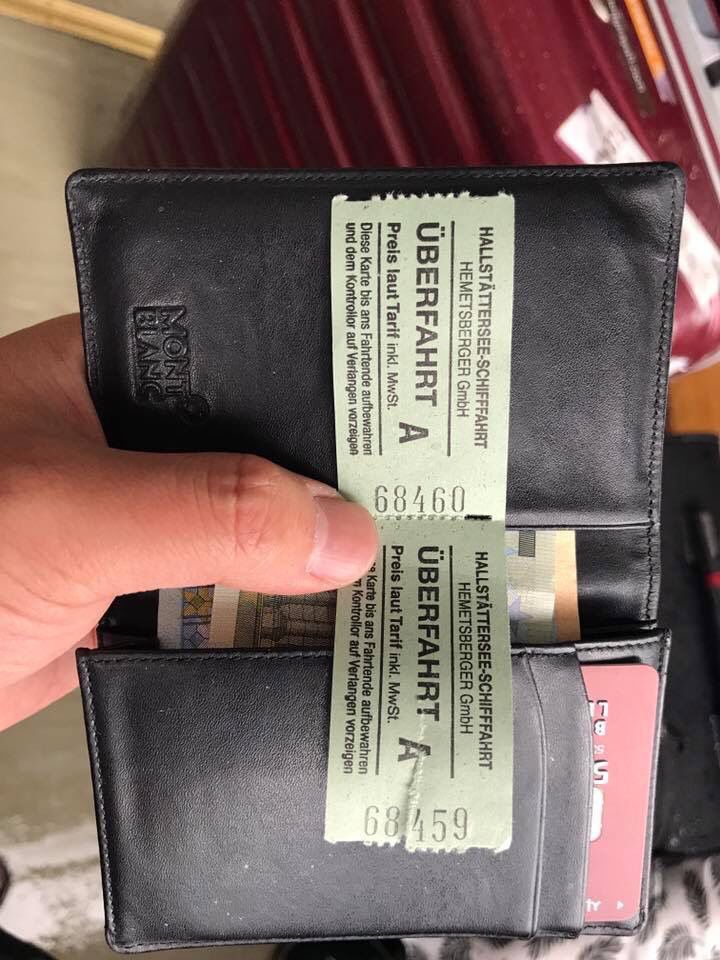 HALLSTÄTTERSEE-SCHIFFFAHRT
HEMETSBERGER GmbH
ÜBERFAHRT A
Preis laut Tarif inkl. MwSt.
Diese Karte bis ans Fahrtende aufbewahren
und dem Kontrollor auf Verlangen vorzeigen
68460
HALLSTÄTTERSEE-SCHIFFFAHRT
HEMETSBERGER GmbH
ÜBERFAHRT A
Preis laut Tarif inkl. MwSt.
Karte bis ans Fahrtende aufbewahren
Kontrollor auf Verlangen vorzeigen
68459
MONT
BLANC